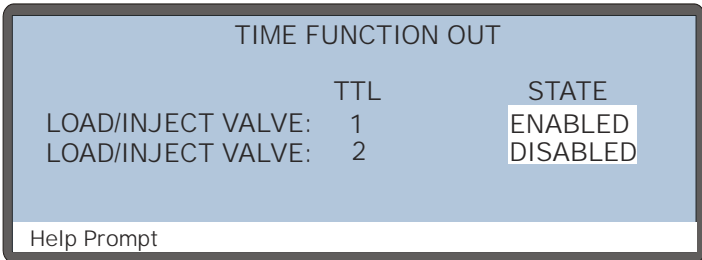 TIME FUNCTION OUT
TTL STATE
LOAD/INJECT VALVE: 1 ENABLED
LOAD/INJECT VALVE: 2 DISABLED
Help Prompt